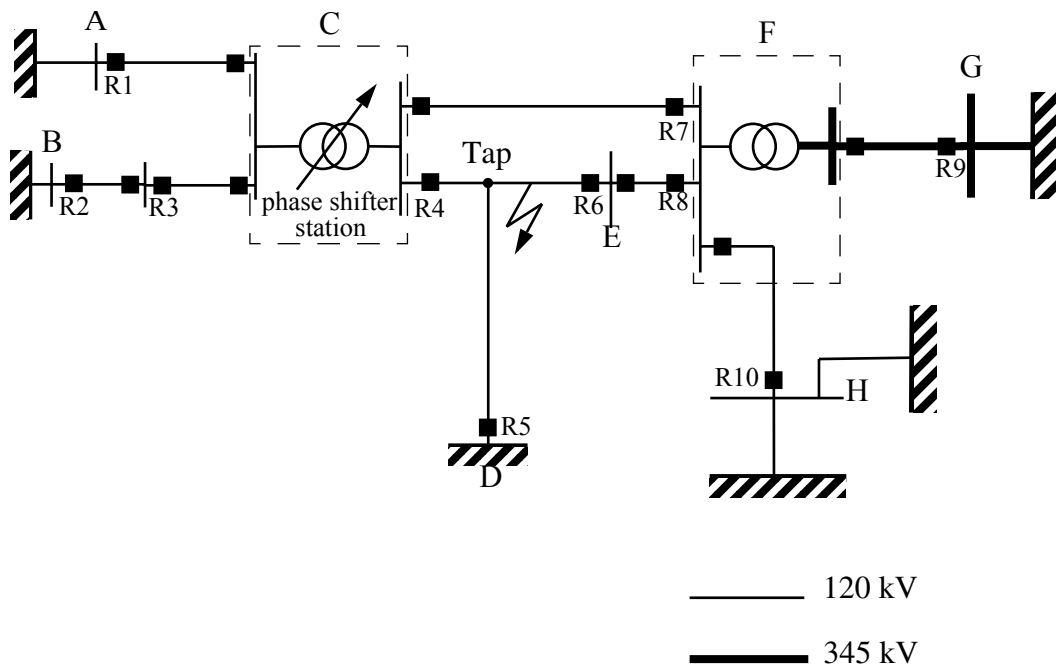 A
C
F
G
R1
B
R2
R3
phase shifter
station
Tap
R4
R6
E
R7
R8
R9
R5
D
R10
H
120 kV
345 kV